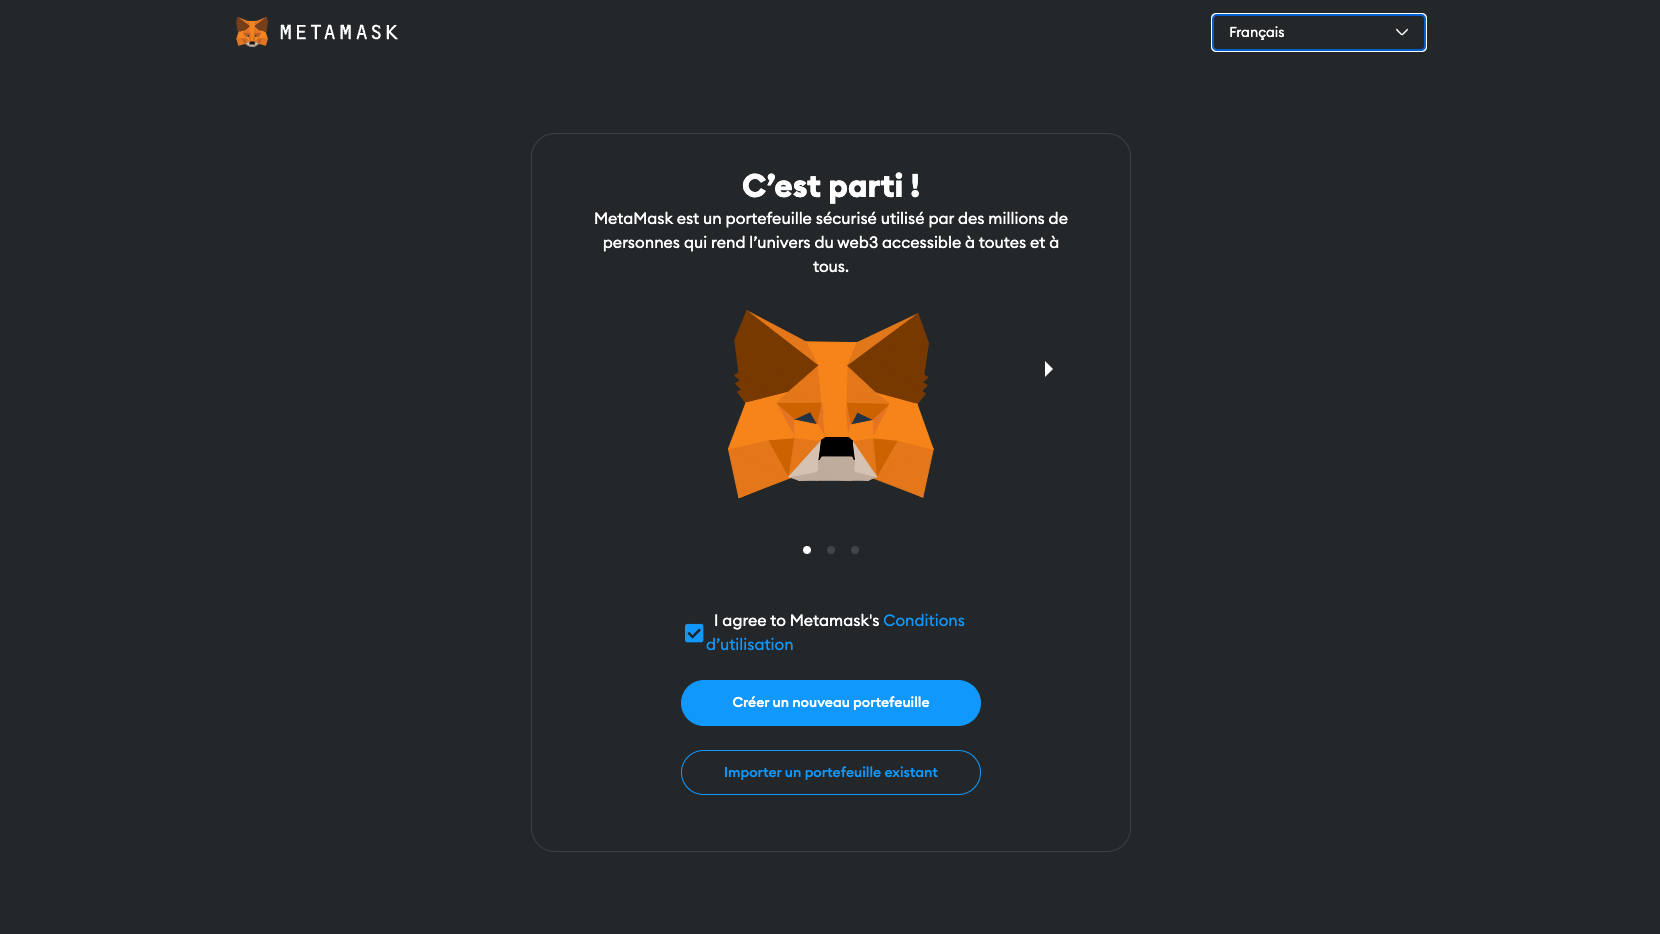 METAMASK
Français
C’est parti !
MetaMask est un portefeuille sécurisé utilisé par des millions de
personnes qui rend l’univers du web3 accessible à toutes et à
tous.
I agree to Metamask's Conditions
d’utilisation
Créer un nouveau portefeuille
Importer un portefeuille existant